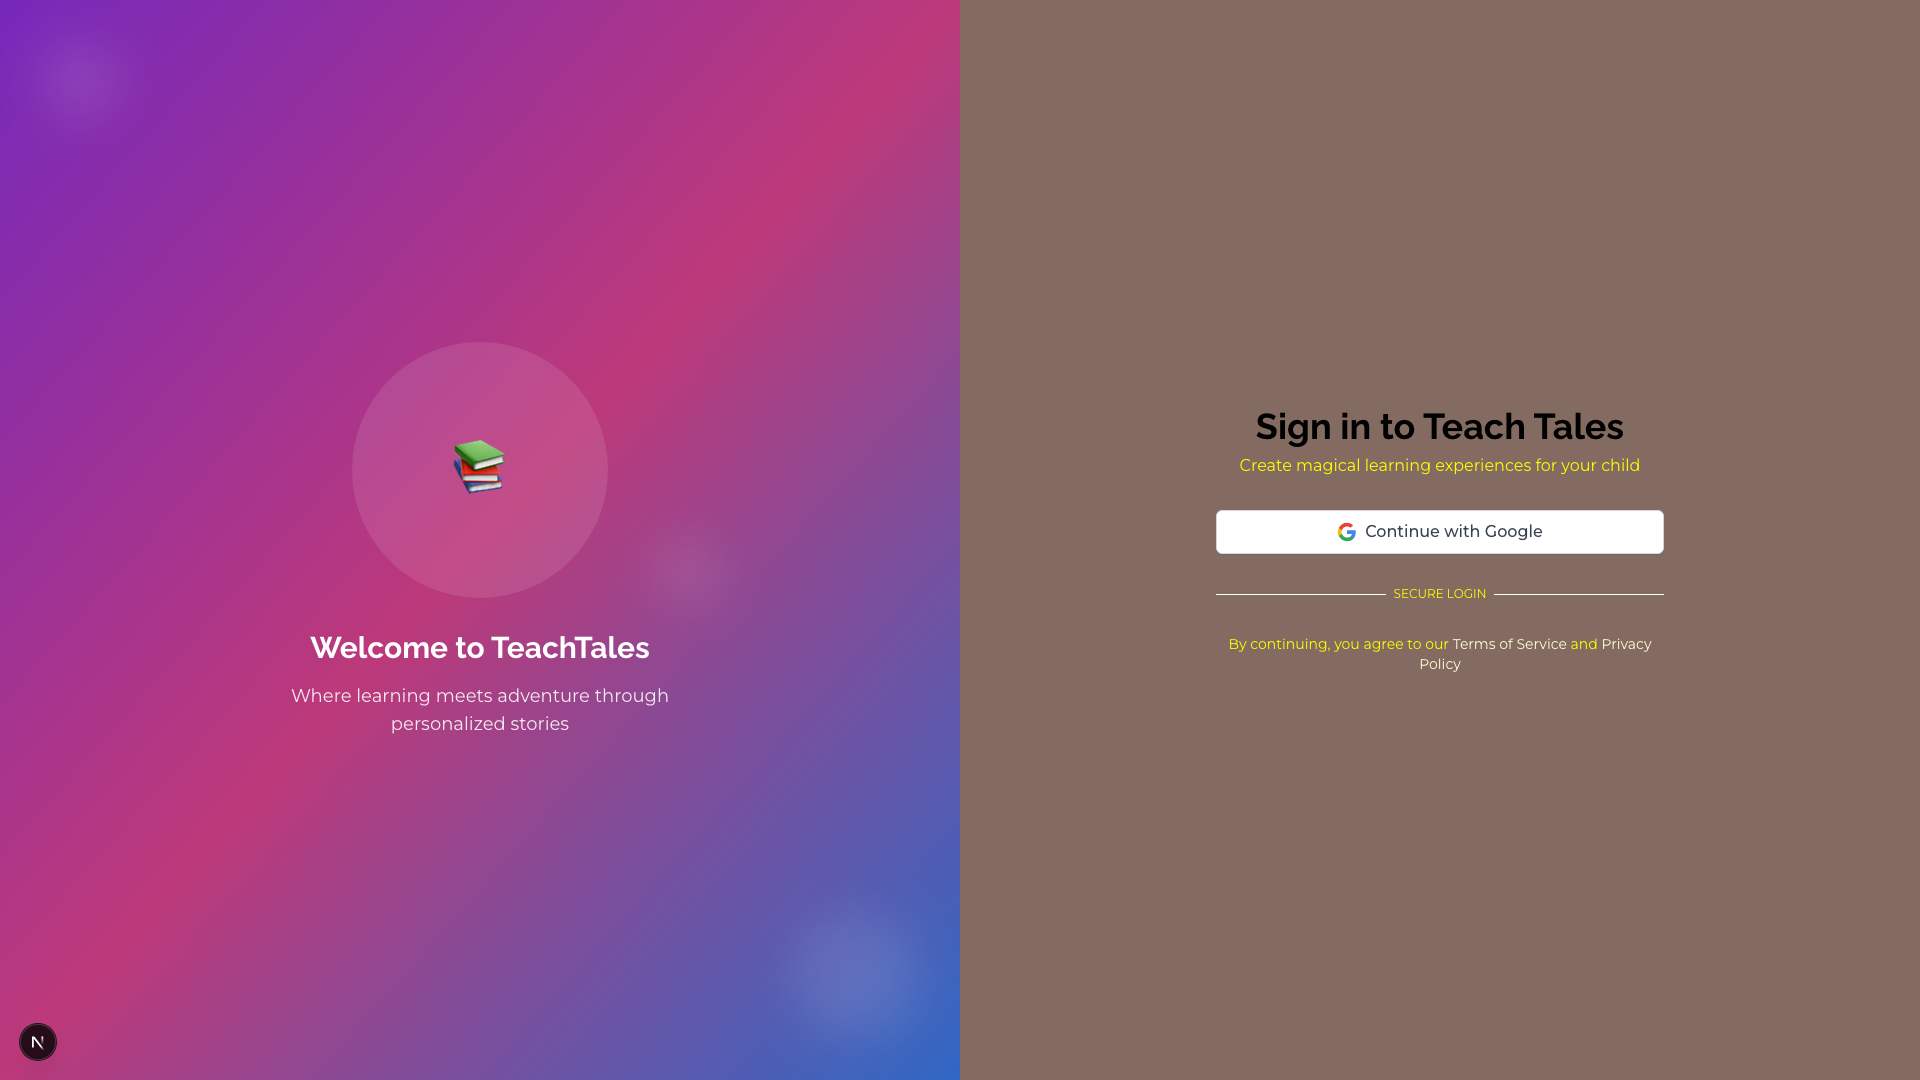 Welcome to TeachTales
Where learning meets adventure through
personalized stories
Sign in to Teach Tales
Create magical learning experiences for your child
Continue with Google
SECURE LOGIN
By continuing, you agree to our Terms of Service and Privacy
Policy
N